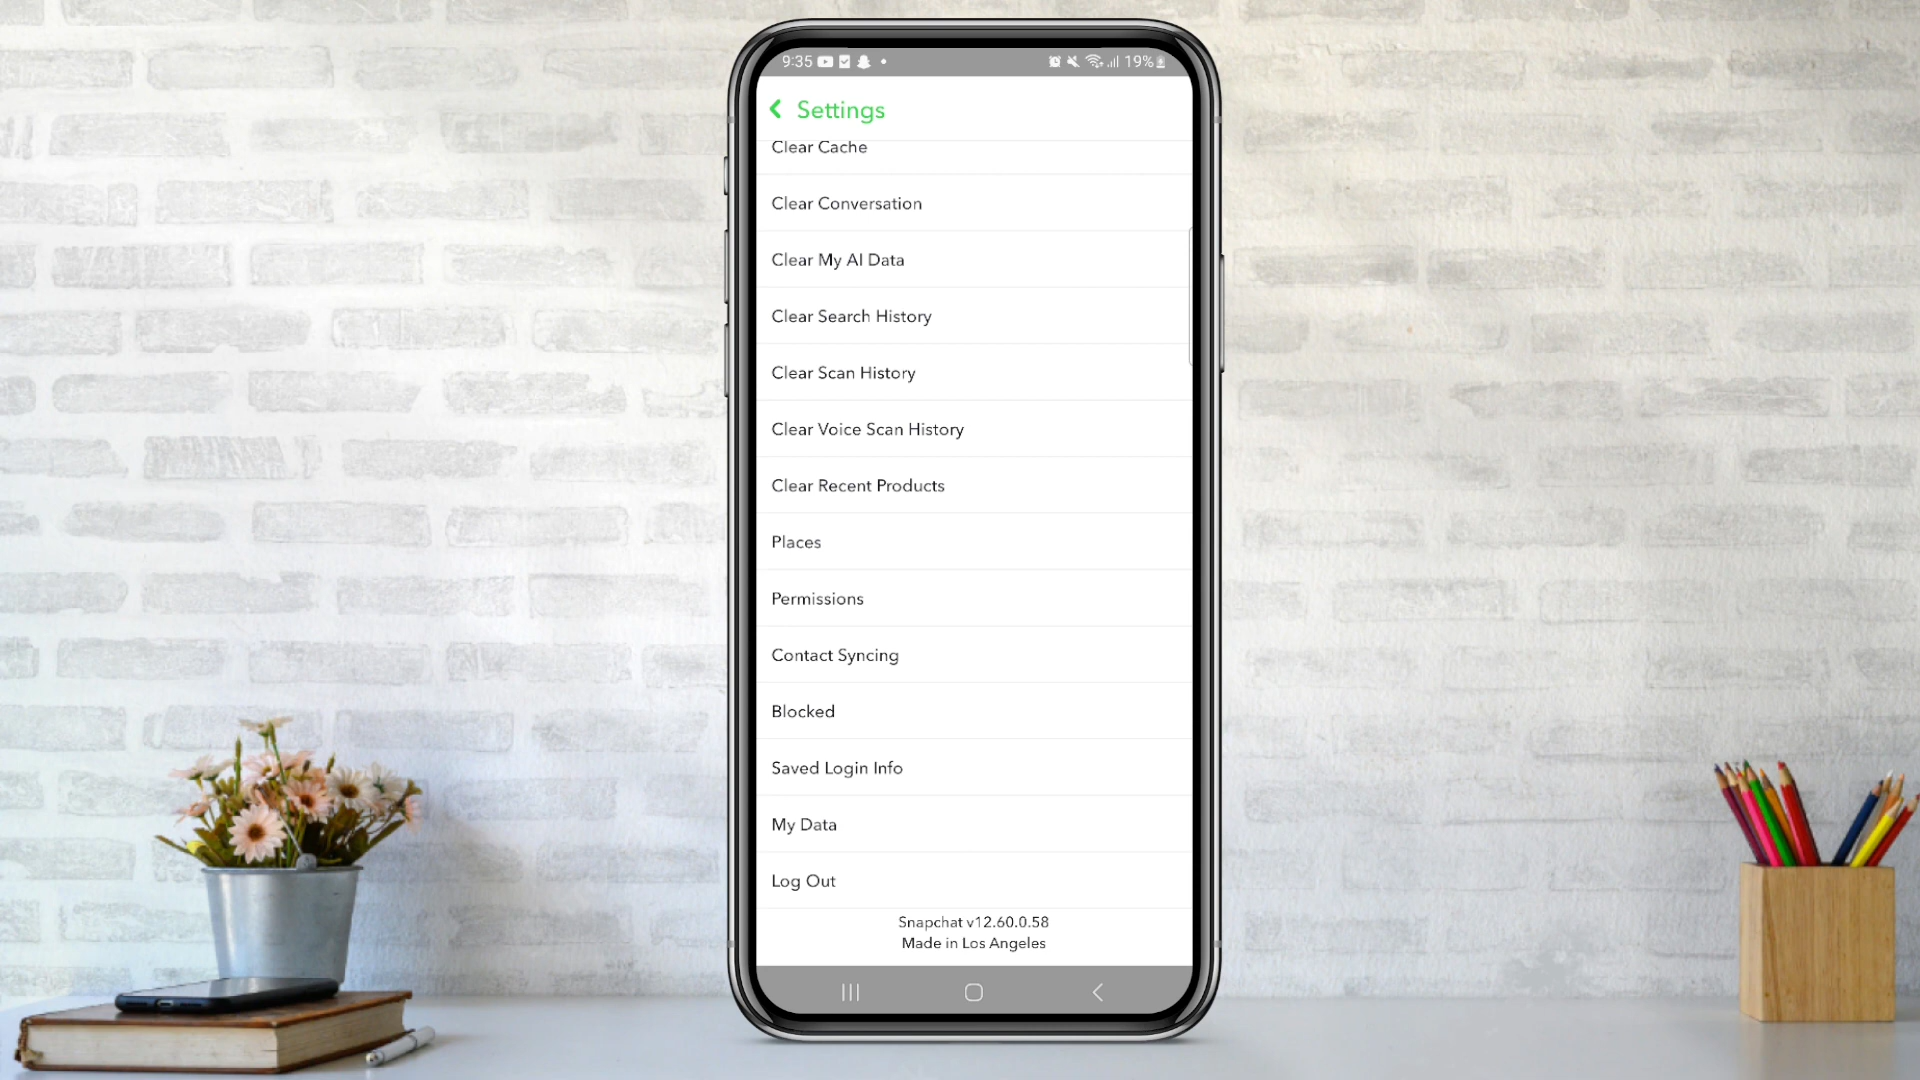 9:35 19%
Settings
Clear Cache
Clear Conversation
Clear My AI Data
Clear Search History
Clear Scan History
Clear Voice Scan History
Clear Recent Products
Places
Permissions
Contact Syncing
Blocked
Saved Login Info
My Data
Log Out
Snapchat v12.60.0.58
Made in Los Angeles